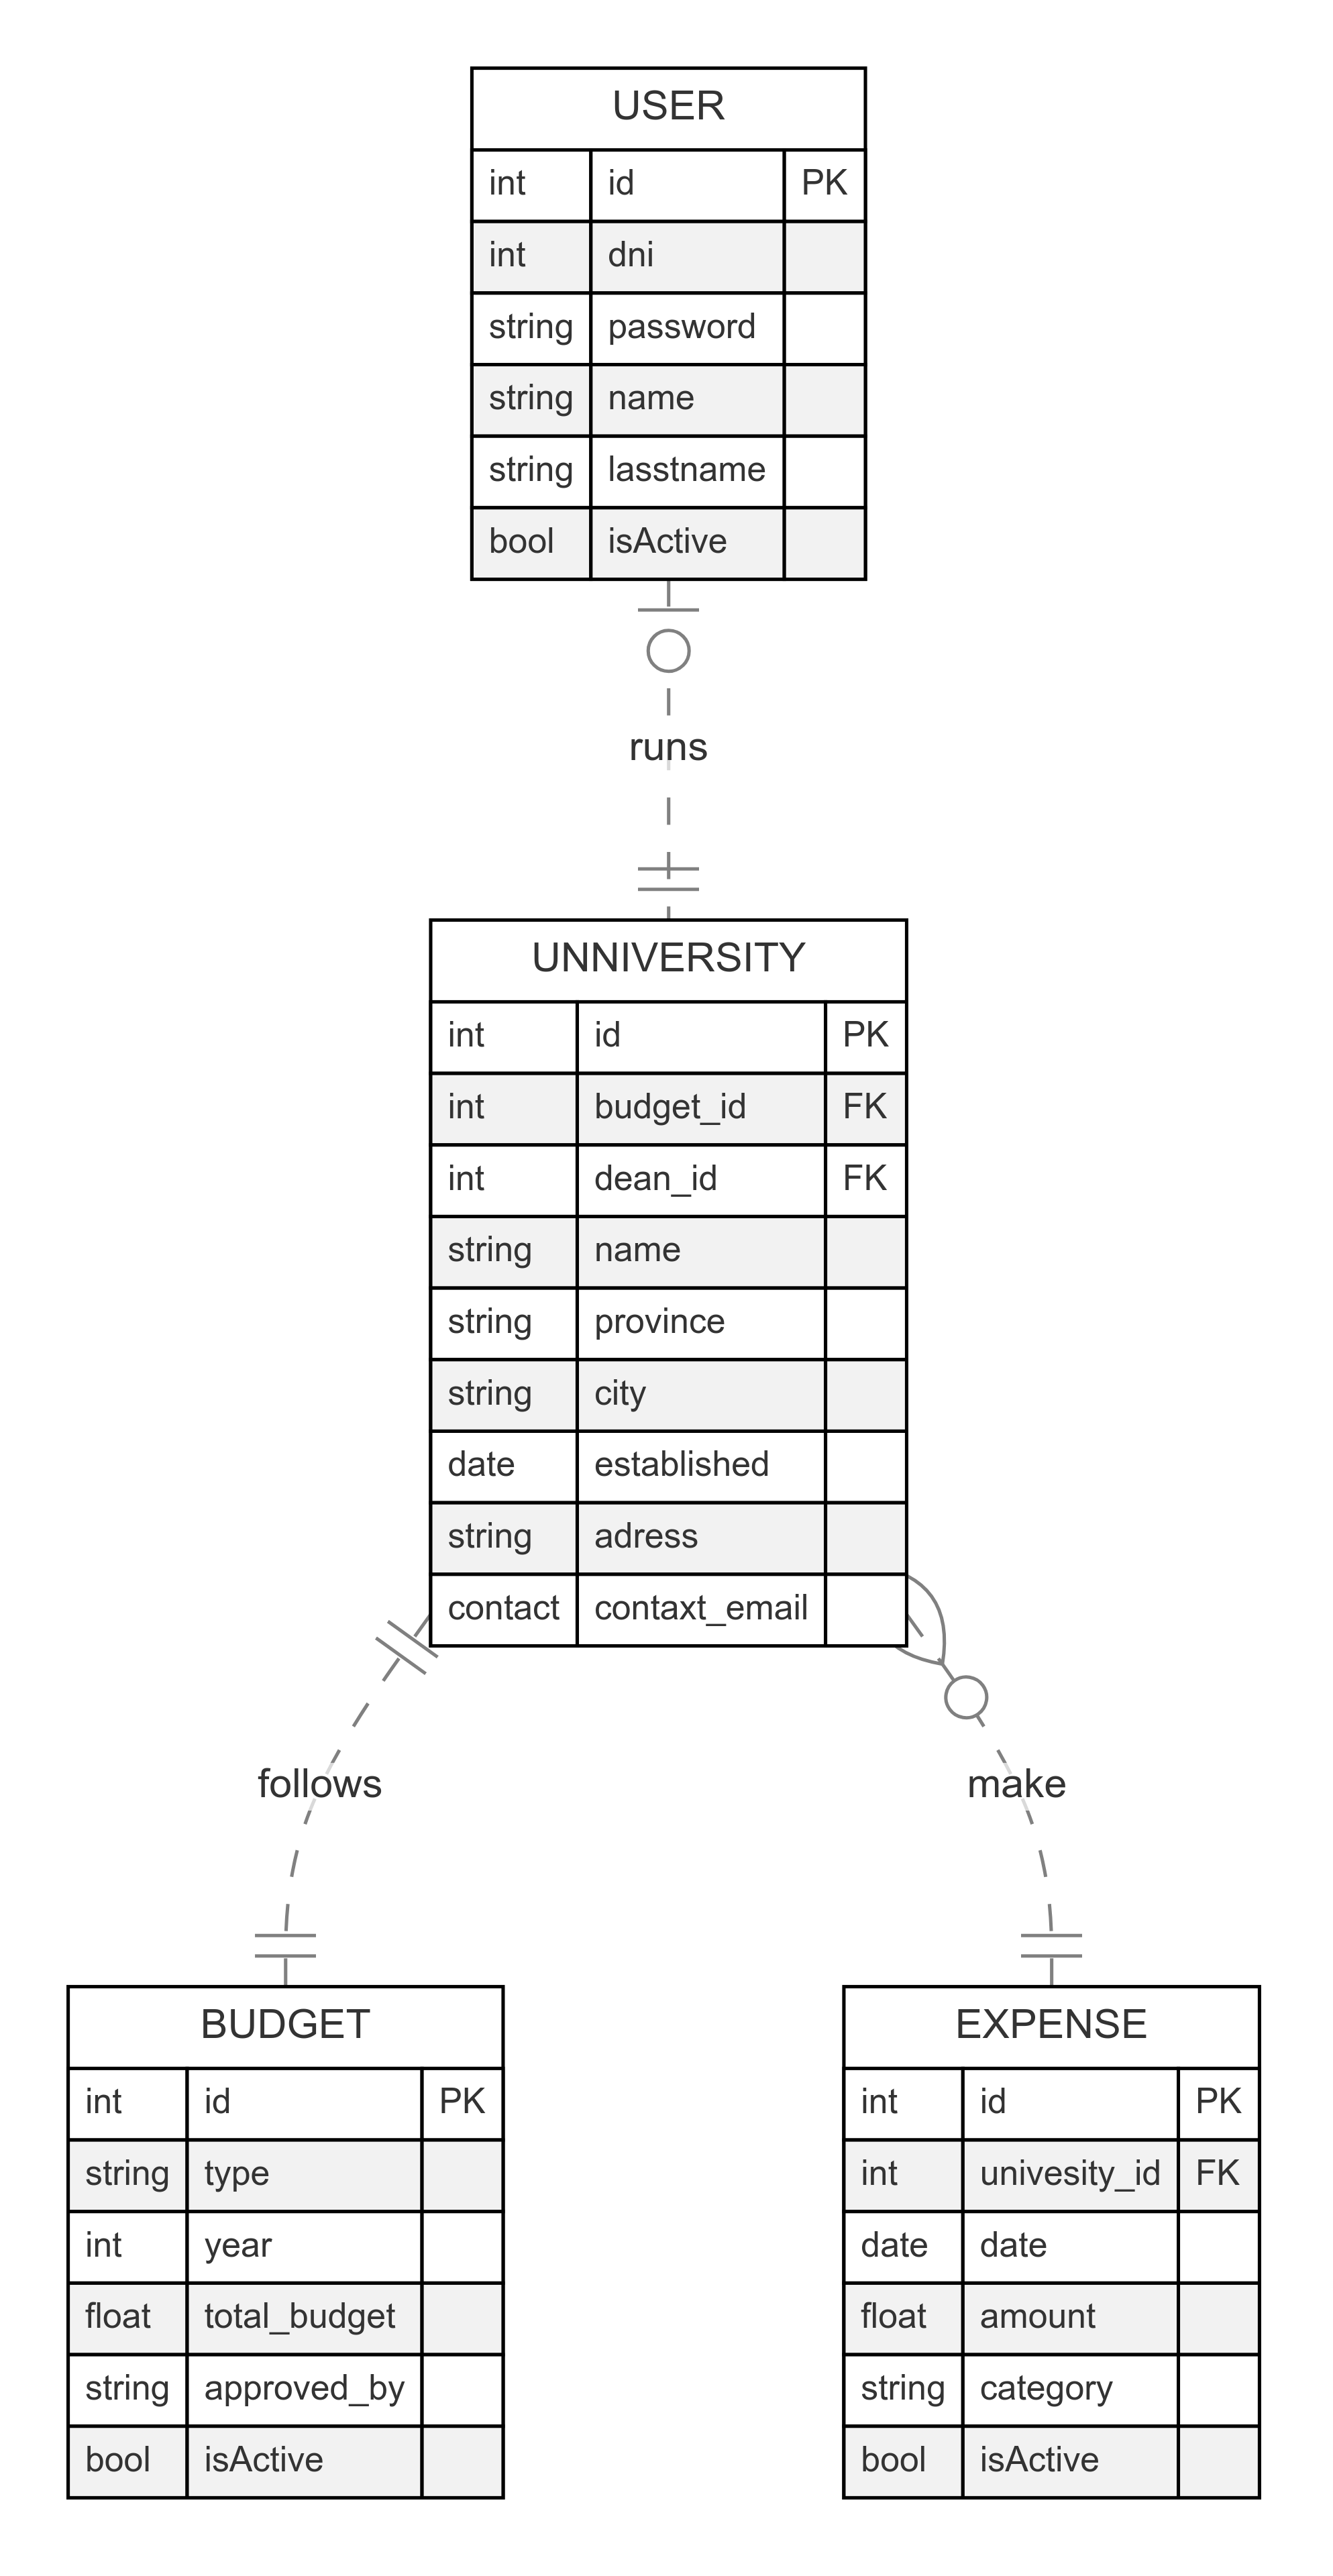 USER
int id PK
int dni
string password
string name
string lasstname
bool isActive
runs
UNNIVERSITY
int id PK
int budget_id FK
int dean_id FK
string name
string province
string city
date established
string adress
contact contaxt_email
follows
make
BUDGET
int id PK
string type
int year
float total_budget
string approved_by
bool isActive
EXPENSE
int id PK
int univesity_id FK
date date
float amount
string category
bool isActive